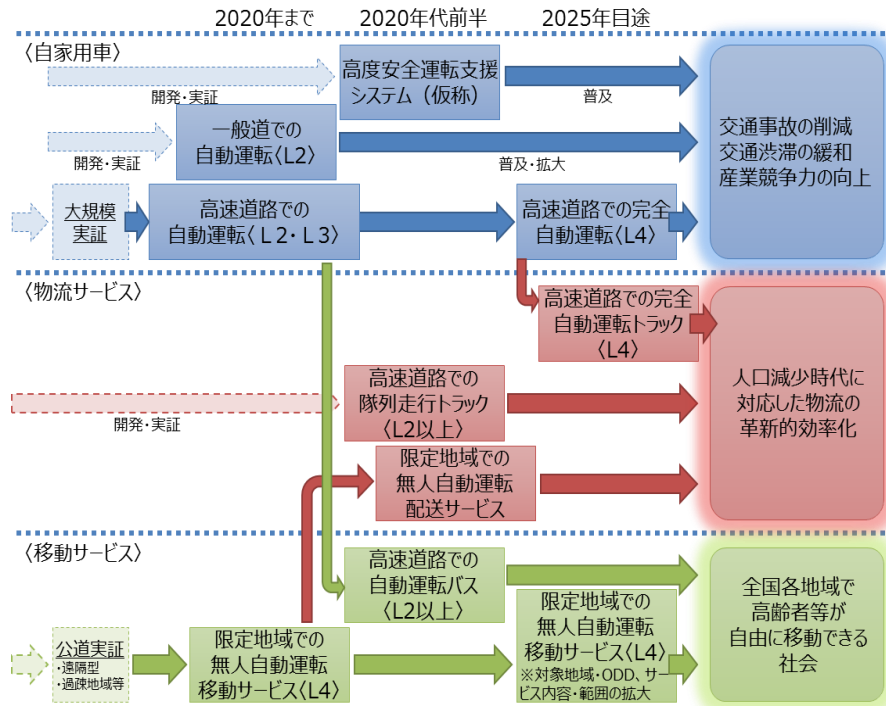 2020年まで
2020年代前半
2025年目途
〈自家用車〉
開発・実証
高度安全運転支援
システム（仮称）
普及
開発・実証
一般道での
自動運転〈L2〉
普及・拡大
大規模
実証
高速道路での
自動運転〈Ｌ２・Ｌ３〉
高速道路での完全
自動運転〈L4〉
交通事故の削減
交通渋滞の緩和
産業競争力の向上
〈物流サービス〉
高速道路での完全
自動運転トラック
〈L4〉
開発・実証
高速道路での
隊列走行トラック
〈L2以上〉
限定地域での
無人自動運転
配送サービス
人口減少時代に
対応した物流の
革新的効率化
〈移動サービス〉
高速道路での
自動運転バス
〈L2以上〉
公道実証
・遠隔型
・過疎地域等
限定地域での
無人自動運転
移動サービス〈L4〉
限定地域での
無人自動運転
移動サービス〈L4〉
※対象地域・ODD、サー
ビス内容・範囲の拡大
全国各地域で
高齢者等が
自由に移動できる
社会